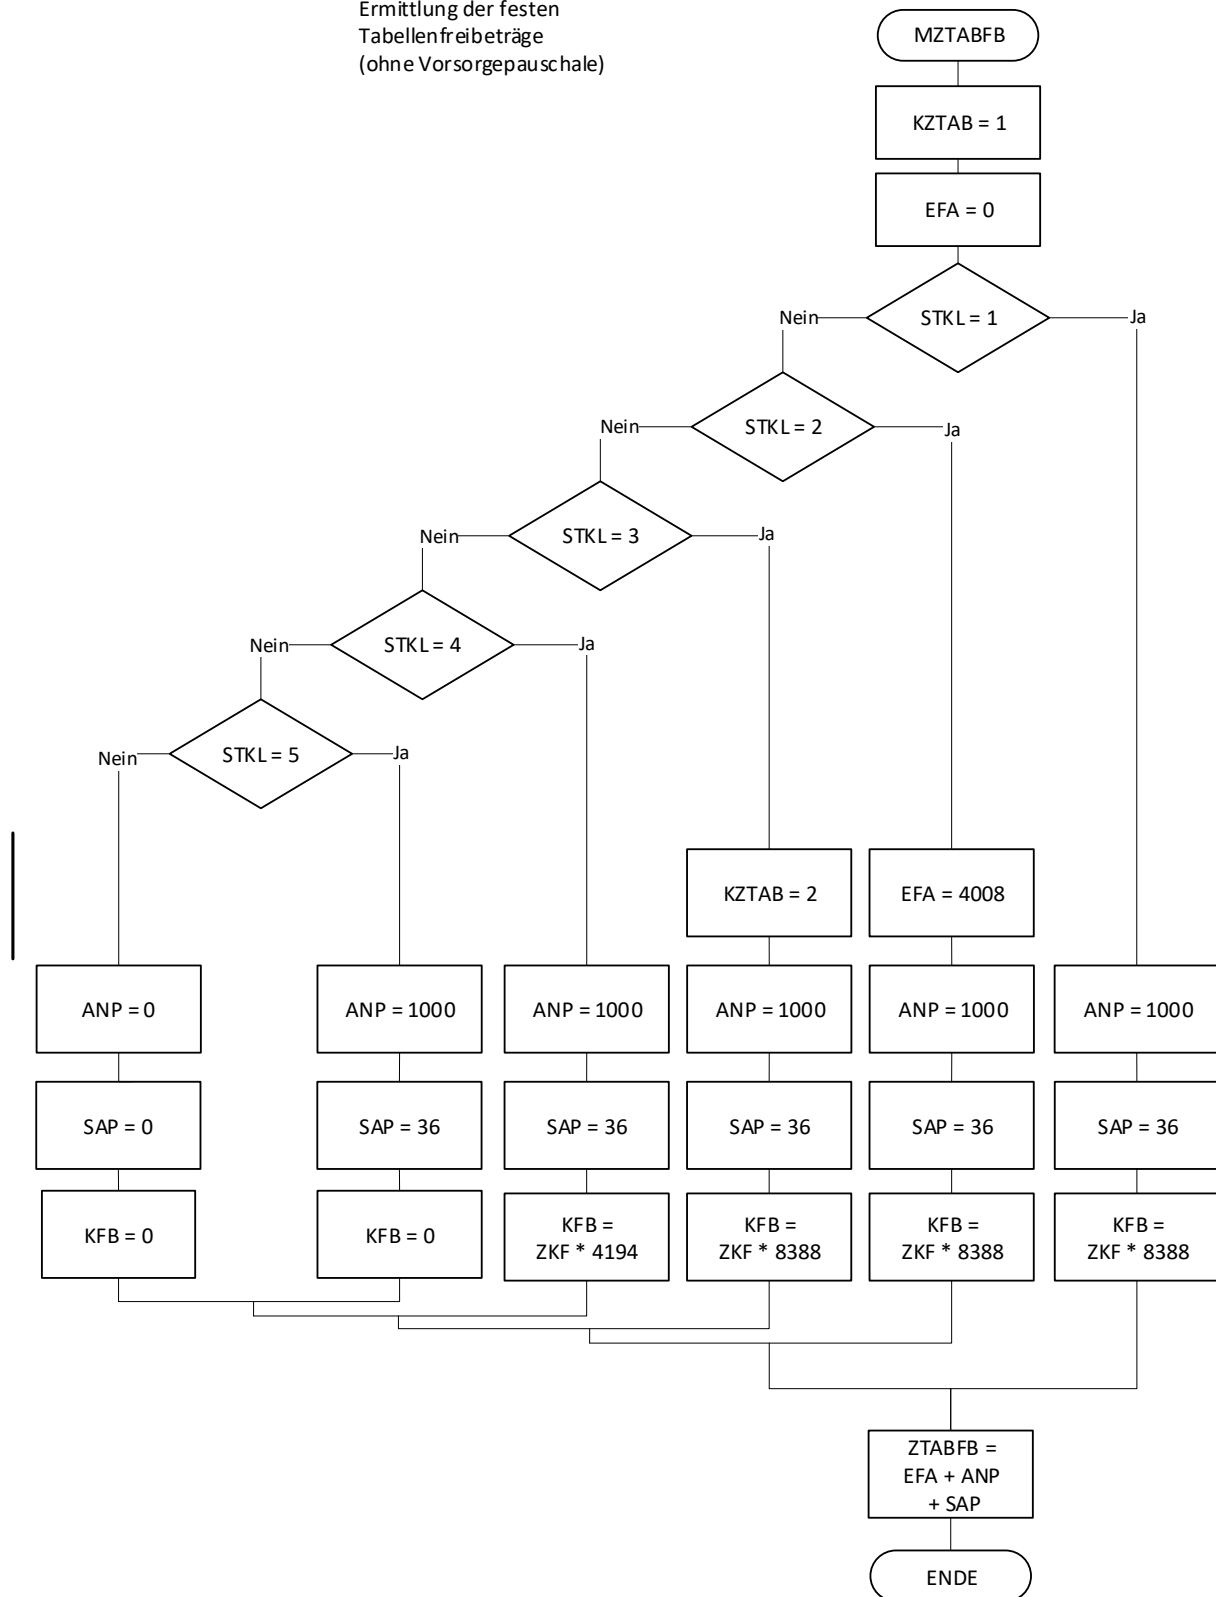 Ermittlung der festen
Tabellenfreibeträge
(ohne Vorsorgepauschale)
MZTABFB
KZTAB = 1
EFA = 0
STKL = 1
Nein
Ja
STKL = 2
Nein
Ja
STKL = 3
Nein
Ja
STKL = 4
Nein
Ja
STKL = 5
Nein
Ja
KZTAB = 2
EFA = 4008
ANP = 0
ANP = 1000
ANP = 1000
ANP = 1000
ANP = 1000
ANP = 1000
SAP = 0
SAP = 36
SAP = 36
SAP = 36
SAP = 36
SAP = 36
KFB = 0
KFB = 0
KFB =
ZKF * 4194
KFB =
ZKF * 8388
KFB =
ZKF * 8388
KFB =
ZKF * 8388
ZTABFB =
EFA + ANP
+ SAP
ENDE